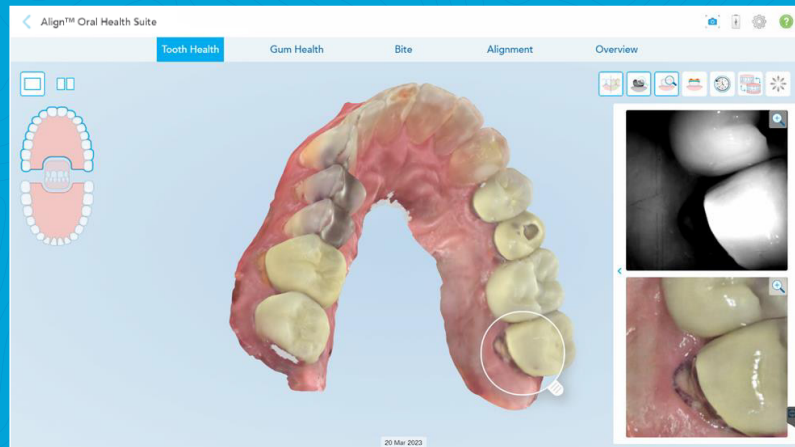 Align™ Oral Health Suite
Tooth Health
Gum Health
Bite
Alignment
Overview
20 Mar 2023